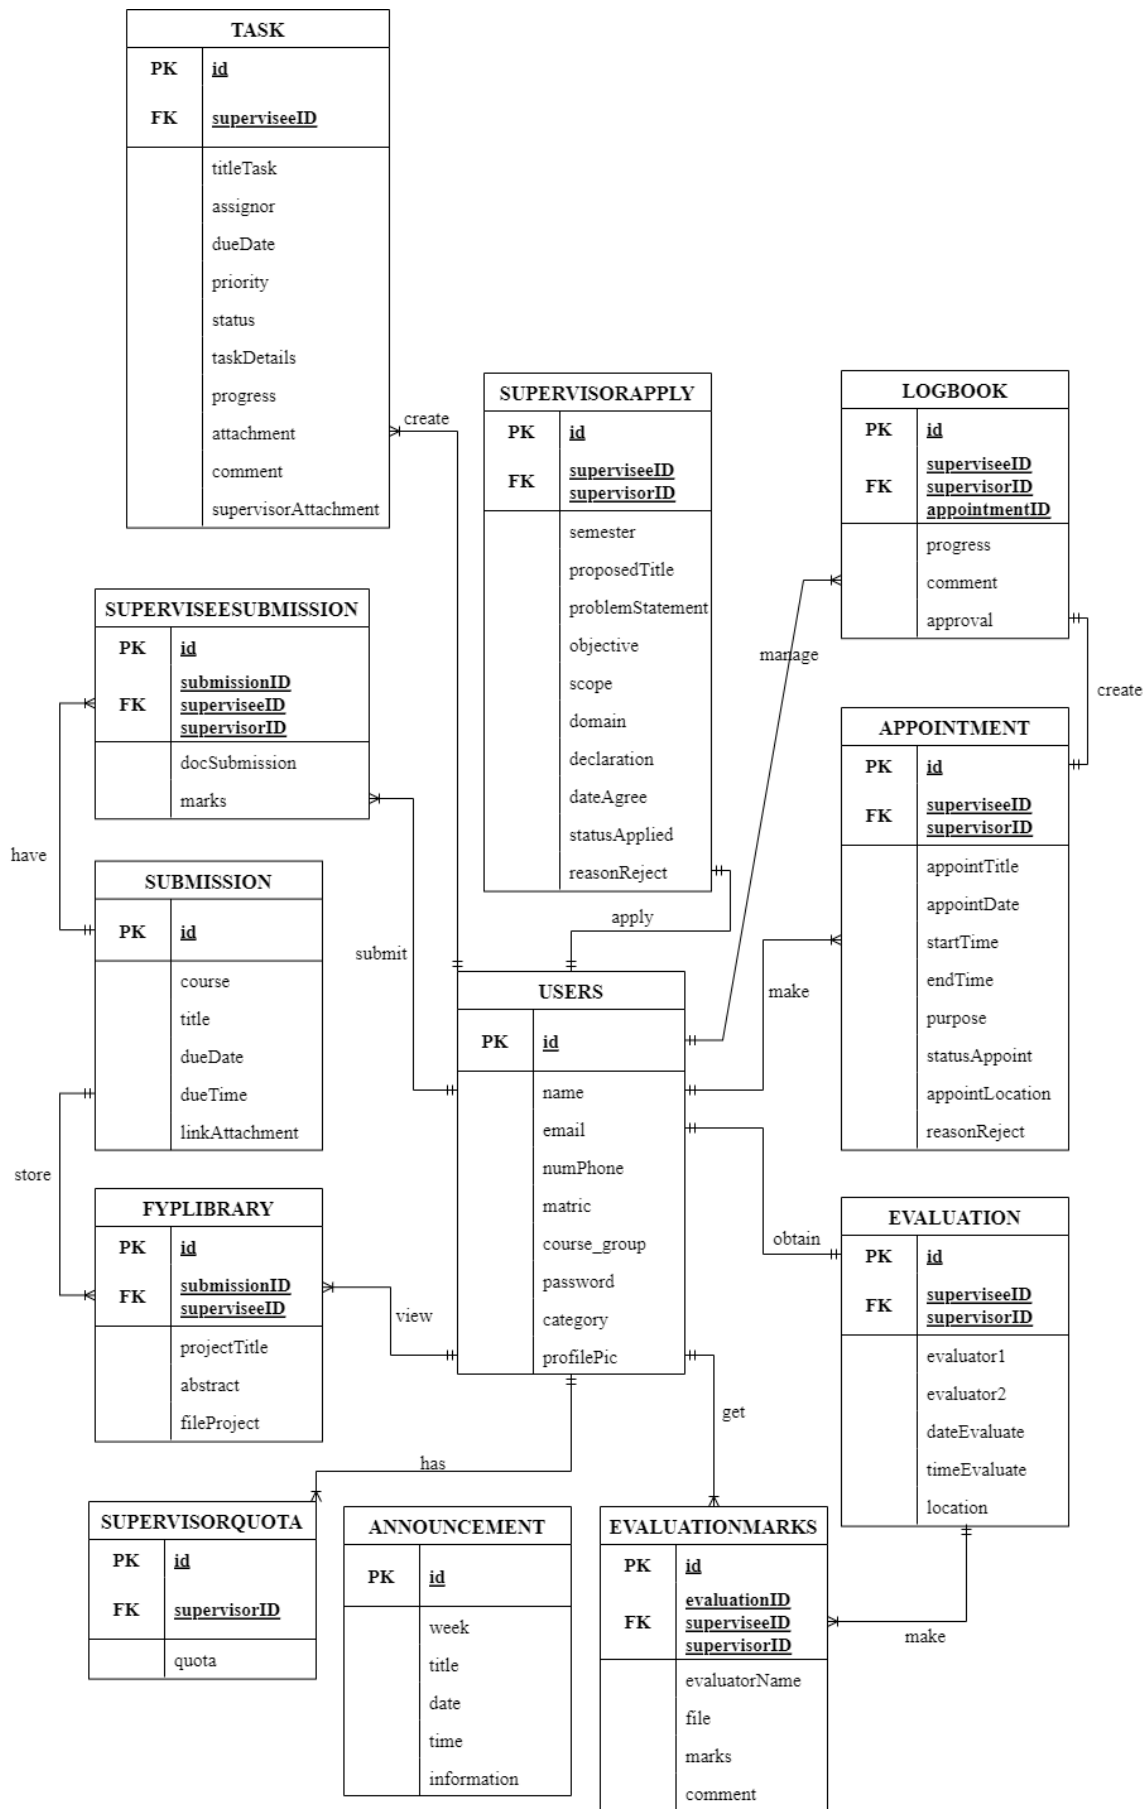 TASK
PK id
FK superviseeID
titleTask
assignor
dueDate
priority
status
taskDetails
progress
attachment
comment
supervisorAttachment
create
SUPERVISORAPPLY
PK id
FK superviseeID
supervisorID
semester
proposedTitle
problemStatement
objective
scope
domain
declaration
dateAgree
statusApplied
reasonReject
apply
LOGBOOK
PK id
FK superviseeID
supervisorID
appointmentID
progress
comment
approval
manage
create
SUPERVISEESUBMISSION
PK id
FK submissionID
superviseeID
supervisorID
docSubmission
marks
have
submit
APPOINTMENT
PK id
FK superviseeID
supervisorID
appointTitle
appointDate
startTime
endTime
purpose
statusAppoint
appointLocation
reasonReject
make
SUBMISSION
PK id
course
title
dueDate
dueTime
linkAttachment
store
USERS
PK id
name
email
numPhone
matric
course_group
password
category
profilePic
obtain
view
get
has
FYPLIBRARY
PK id
FK submissionID
superviseeID
projectTitle
abstract
fileProject
EVALUATION
PK id
FK superviseeID
supervisorID
evaluator1
evaluator2
dateEvaluate
timeEvaluate
location
make
SUPERVISORQUOTA
PK id
FK supervisorID
quota
ANNOUNCEMENT
PK id
week
title
date
time
information
EVALUATIONMARKS
PK id
FK evaluationID
superviseeID
supervisorID
evaluatorName
file
marks
comment